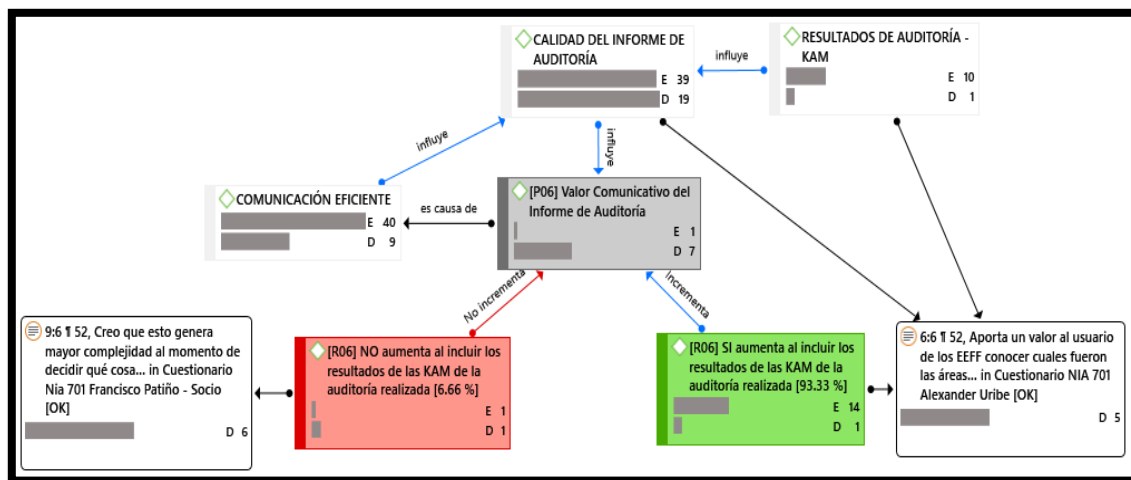 CALIDAD DEL INFORME DE
AUDITORÍA
E 39
D 19
influye
RESULTADOS DE AUDITORÍA -
KAM
E 10
D 1
influye
influye
COMUNICACIÓN EFICIENTE
E 40
D 9
es causa de
[P06] Valor Comunicativo del
Informe de Auditoría
E 1
D 7
No incrementa
Incrementa
9:6 ¶ 52, Creo que esto genera
mayor complejidad al momento de
decidir qué cosa... in Cuestionario
Nia 701 Francisco Patiño - Socio
[OK]
D 6
[R06] NO aumenta al incluir los
resultados de las KAM de la
auditoría realizada [6.66 %]
E 1
D 1
[R06] SI aumenta al incluir los
resultados de las KAM de la
auditoría realizada [93.33 %]
E 14
D 1
6:6 ¶ 52, Aporta un valor al usuario
de los EEFF conocer cuales fueron
las áreas... in Cuestionario NIA 701
Alexander Uribe [OK]
D 5